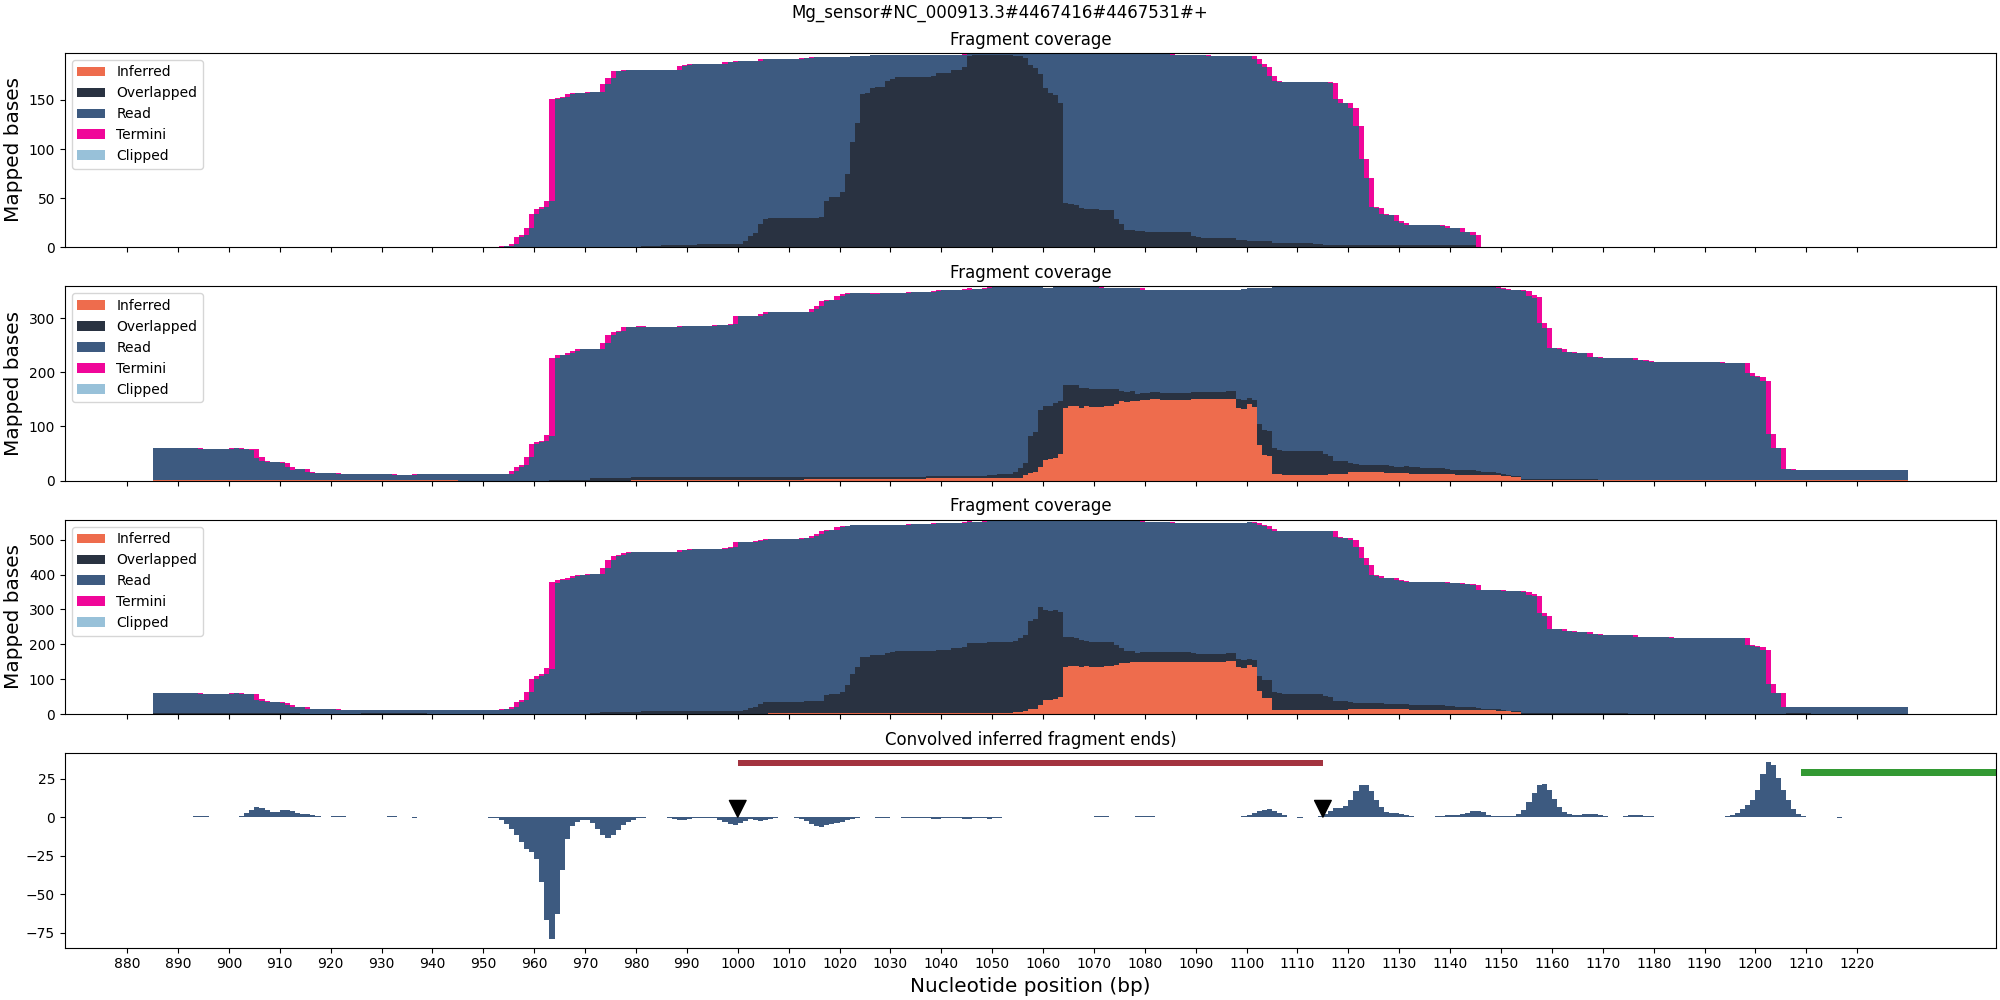 Mg_sensor#NC_000913.3#4467416#4467531#+
Fragment coverage
Mapped bases
150
100
50
0
Inferred
Overlapped
Read
Termini
Clipped
Fragment coverage
Mapped bases
300
200
100
0
Inferred
Overlapped
Read
Termini
Clipped
Fragment coverage
Mapped bases
500
400
300
200
100
0
Inferred
Overlapped
Read
Termini
Clipped
Convolved inferred fragment ends)
25
0
−25
−50
−75
880 890 900 910 920 930 940 950 960 970 980 990 1000 1010 1020 1030 1040 1050 1060 1070 1080 1090 1100 1110 1120 1130 1140 1150 1160 1170 1180 1190 1200 1210 1220
Nucleotide position (bp)